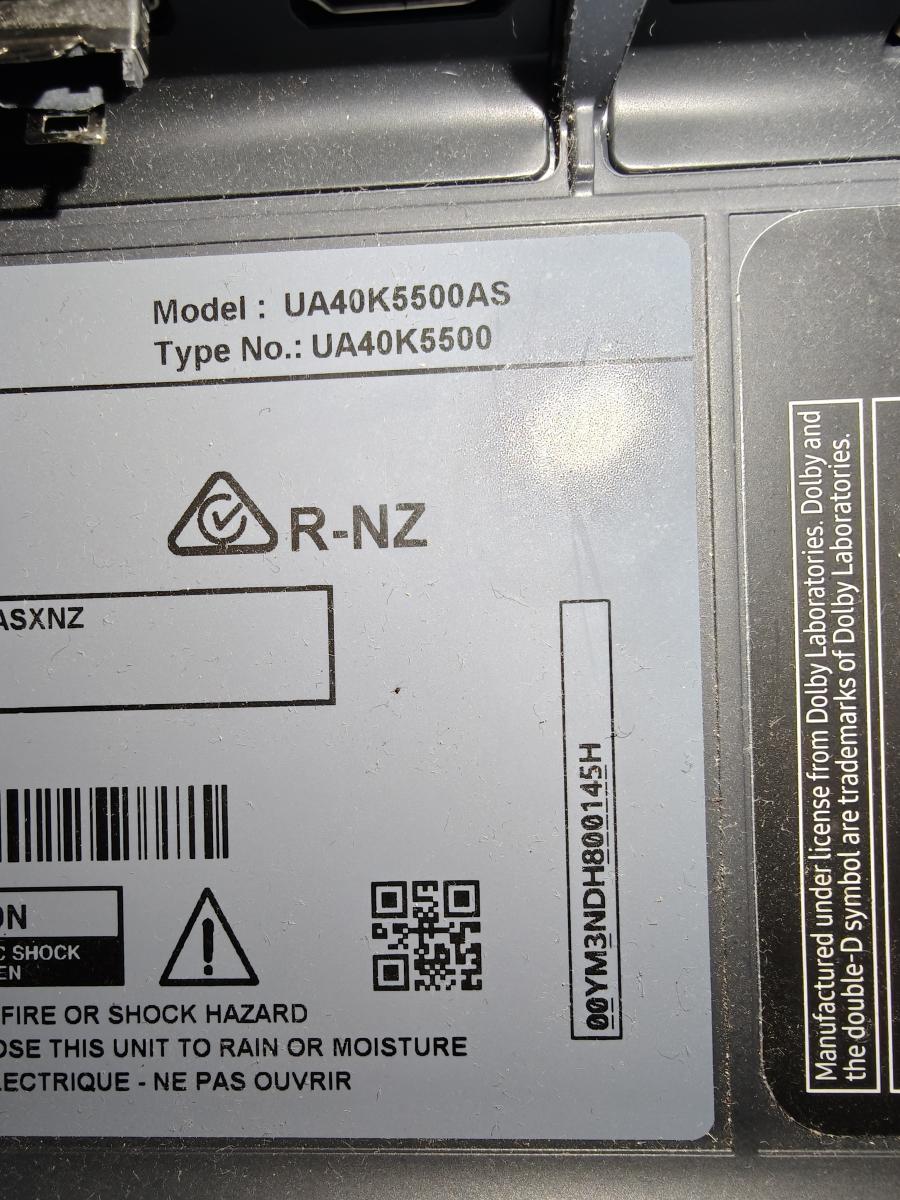 Model : UA40K5500AS
Type No.: UA40K5500
R-NZ
ASXNZ
00YM3NDH800145H
ON
C SHOCK
EN
FIRE OR SHOCK HAZARD
OSE THIS UNIT TO RAIN OR MOISTURE
LECTRIQUE - NE PAS OUVRIR
Manufactured under license from Dolby Laboratories. Dolby and
the double-D symbol are trademarks of Dolby Laboratories.